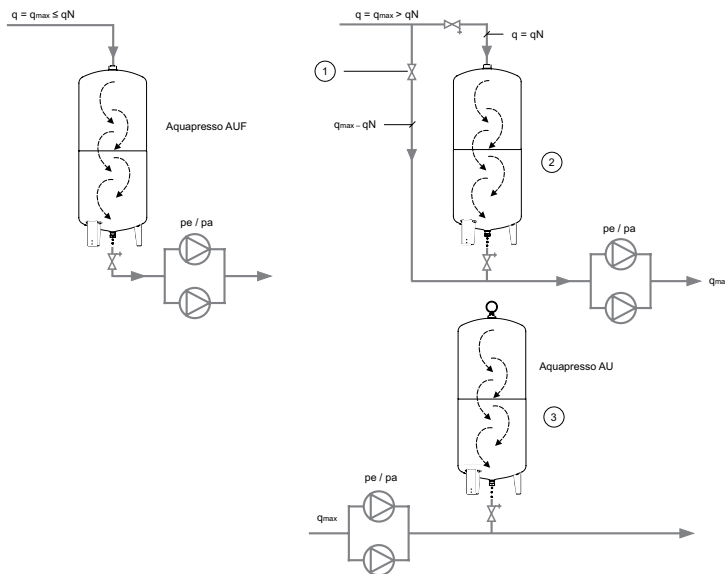 q = qmax ≤ qN
Aquapresso AUF
pe / pa
q = qmax > qN
q = qN
1
qmax – qN
2
pe / pa
qma
Aquapresso AU
3
pe / pa
qmax